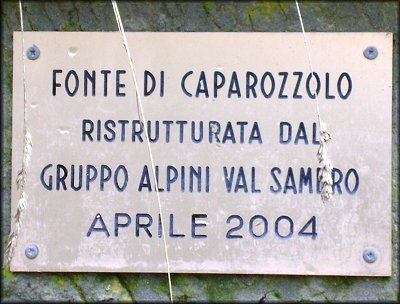 FONTE DI CAPAROZZOLO
RISTRUTTURATA DAL
GRUPPO ALPINI VAL SAMBRO
APRILE 2004